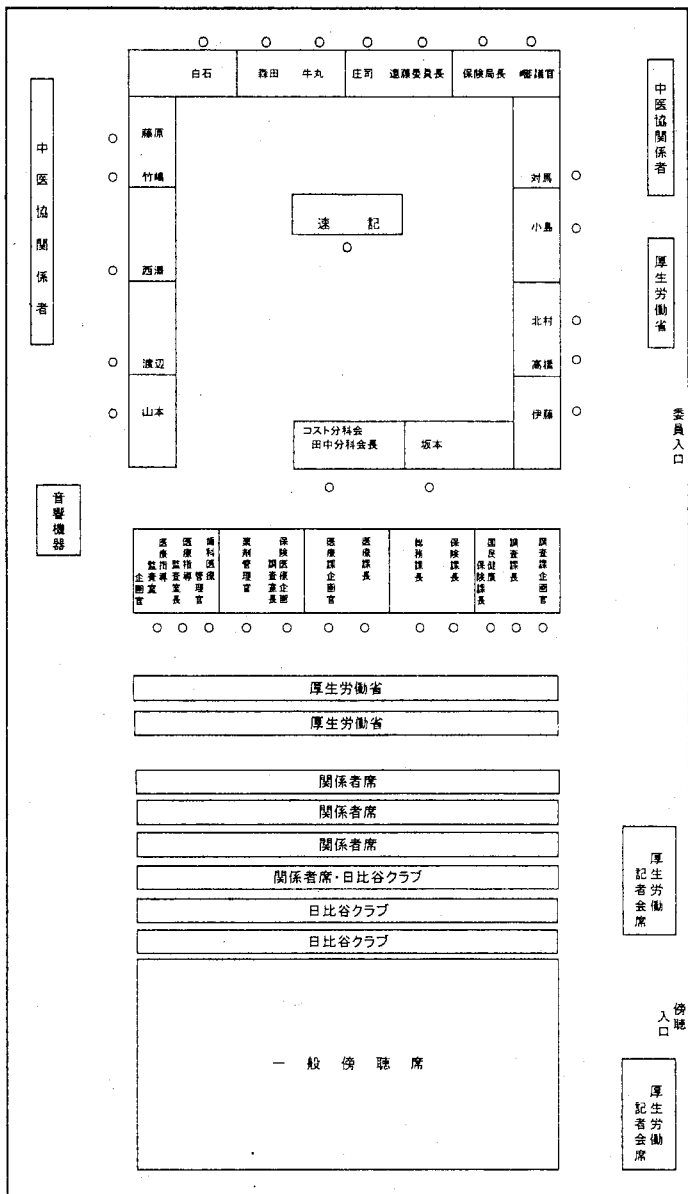 白石 森田 牛丸 庄司 遠藤委員長 保険局長 審議官
中医協関係者
藤原
竹嶋
西澤
渡辺
山本
速記
対馬
小島
北村
高橋
伊藤
中医協関係者
厚生労働省
委員入口
コスト分科会
田中分科会長
坂本
音響機器
医療指導監査室企画官
医療指導監査室長
歯科医療管理官
薬剤管理官
保険医療企画調査室長
医療課企画官
医療課長
総務課長
保険課長
国民健康保険課長
調査課長
調査課企画官
厚生労働省
厚生労働省
関係者席
関係者席
関係者席
関係者席・日比谷クラブ
日比谷クラブ
日比谷クラブ
厚生労働記者会席
傍聴入口
一般傍聴席
厚生労働記者会席